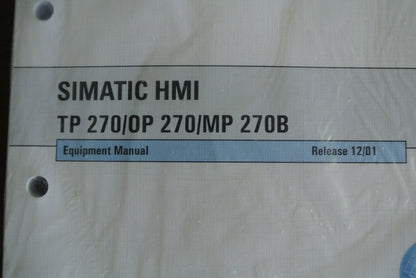 SIMATIC HMI
TP 270/OP 270/MP 270B
Equipment Manual Release 12/01